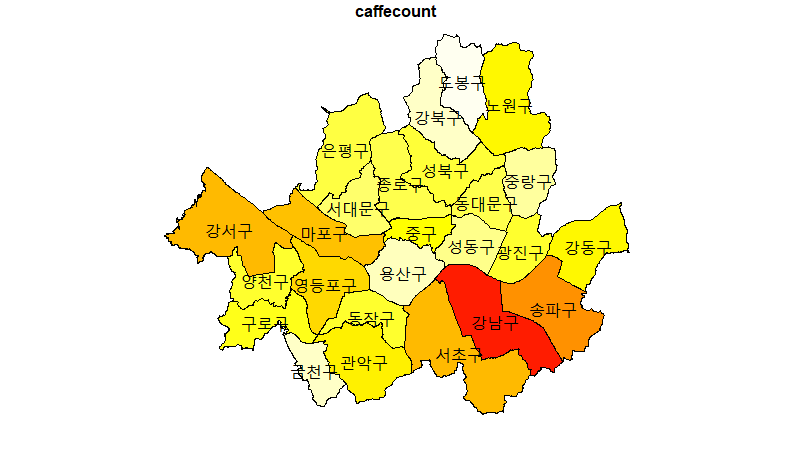 caffecount
도봉구
노원구
강북구
은평구
성북구
종로구
중랑구
동대문구
서대문구
강서구
마포구
중구
성동구
광진구
강동구
용산구
양천구
영등포구
송파구
동작구
구로구
강남구
서초구
관악구
금천구